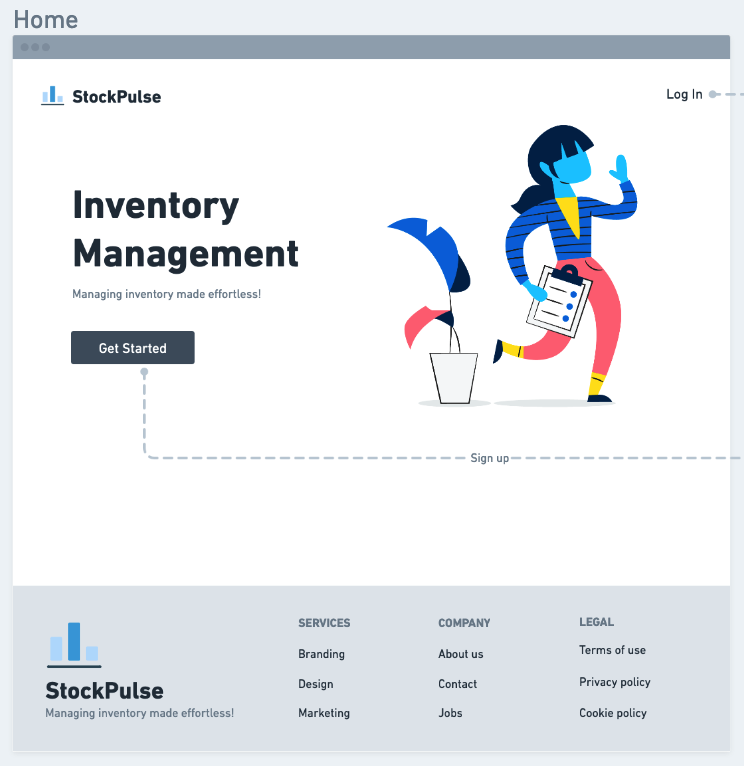 Home
StockPulse
Log In
Inventory
Management
Managing inventory made effortless!
Get Started
Sign up
StockPulse
Managing inventory made effortless!
SERVICES
Branding
Design
Marketing
COMPANY
About us
Contact
Jobs
LEGAL
Terms of use
Privacy policy
Cookie policy